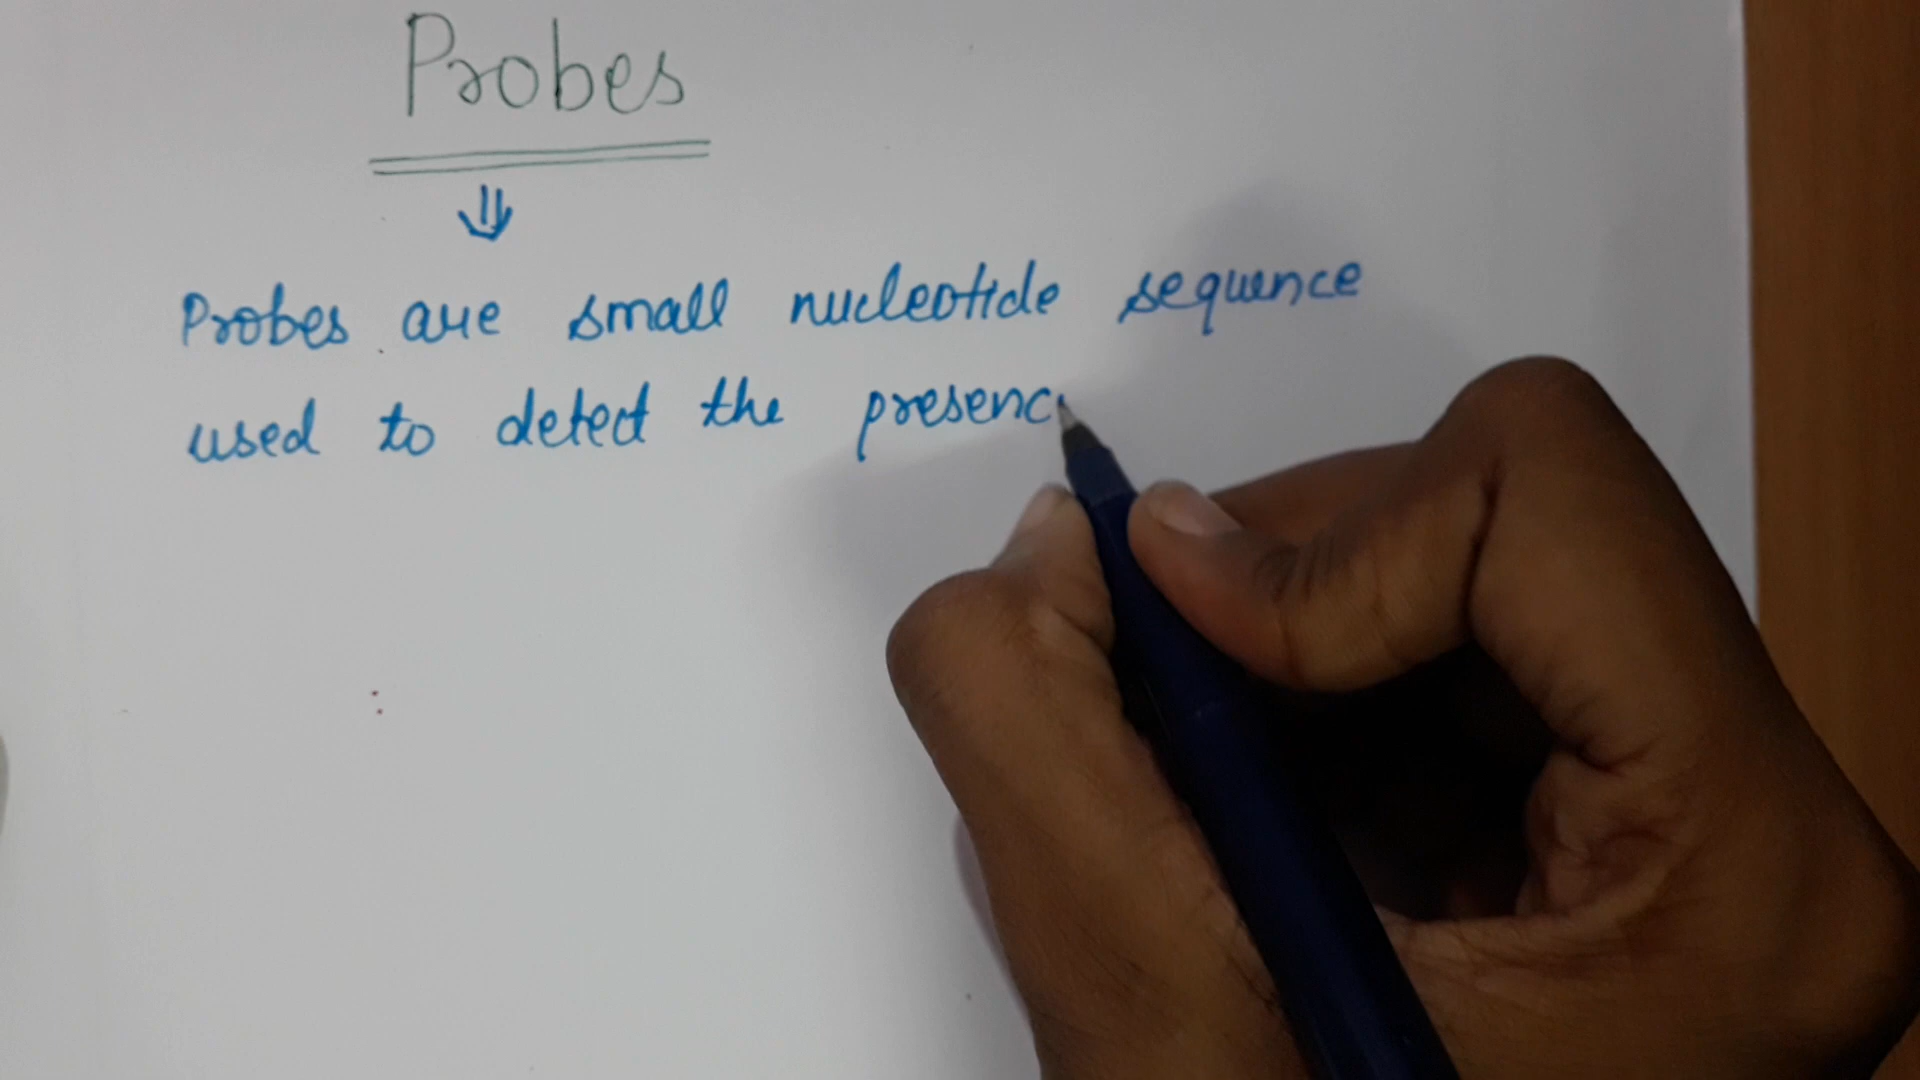 Probes
Probes are small nucleotide sequence
used to detect the presenc